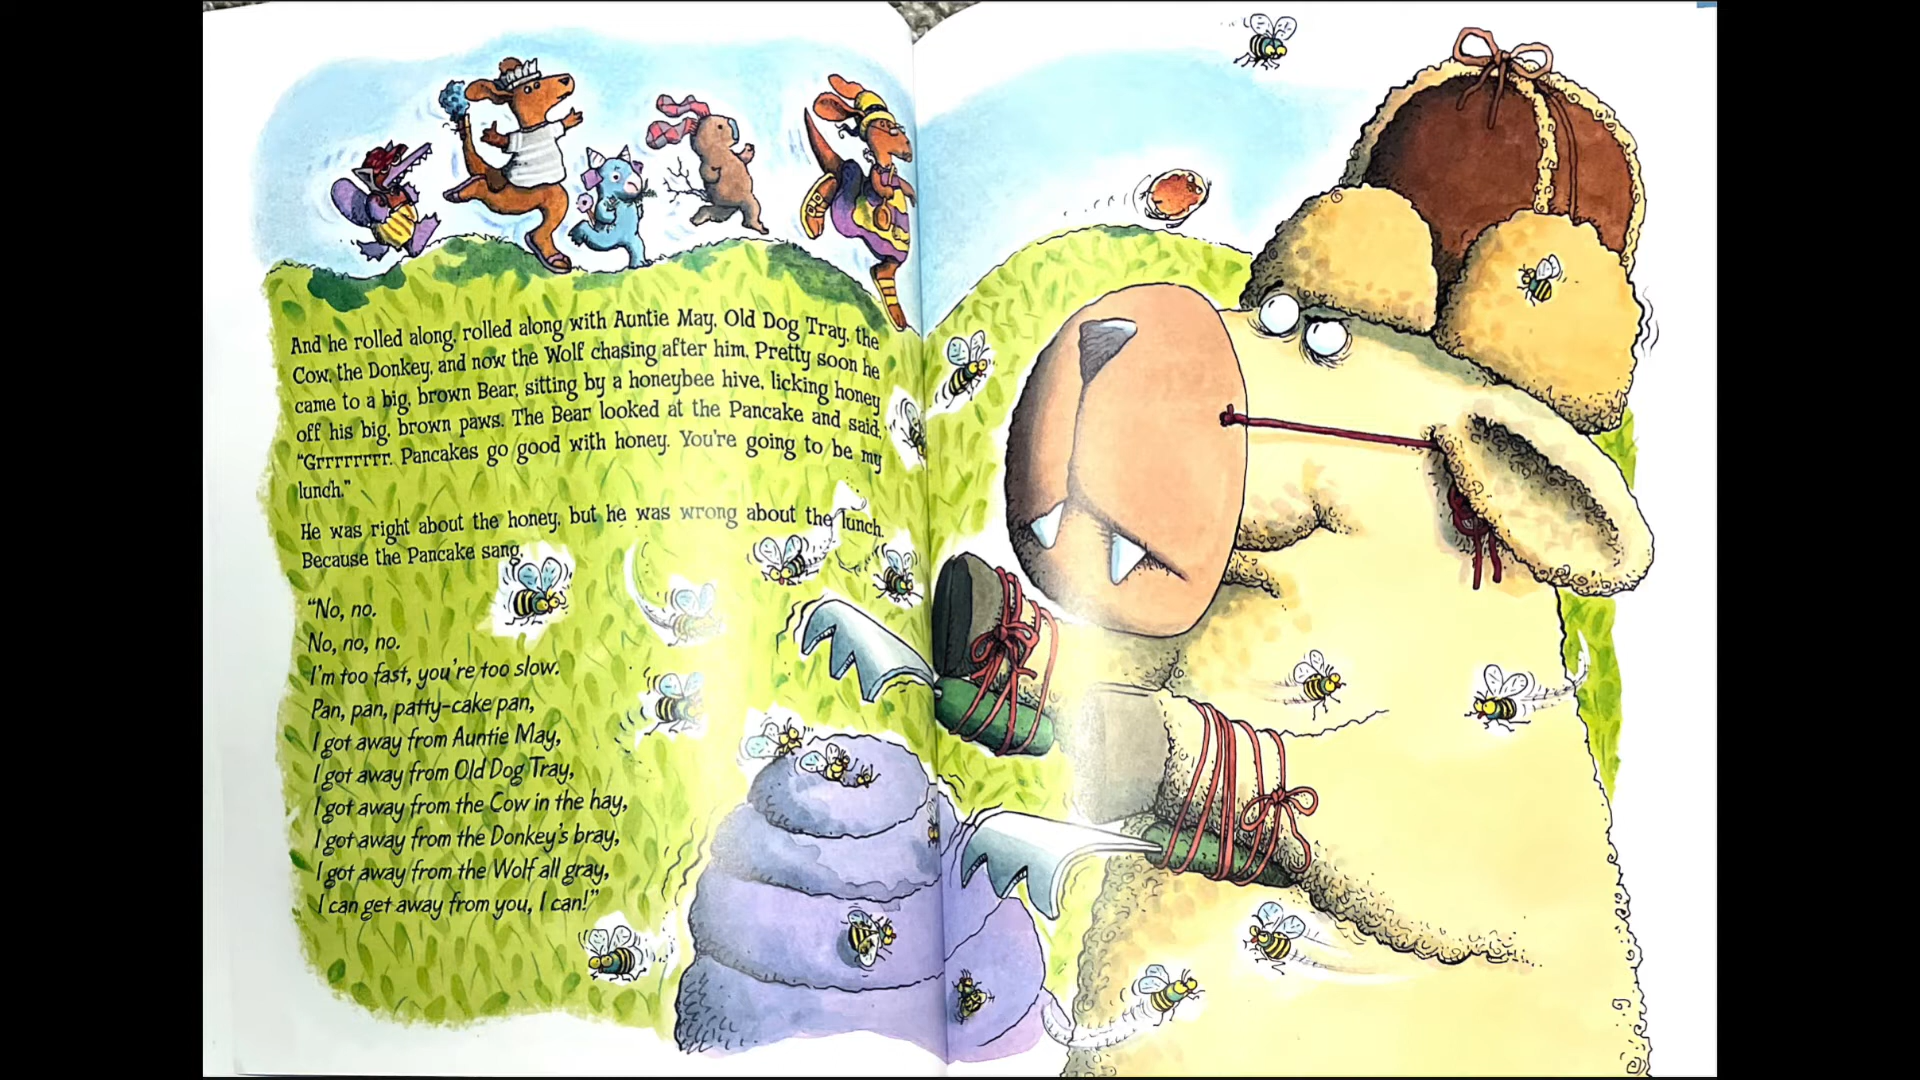 And he rolled along, rolled along with Auntie May, Old Dog Tray, the
Cow, the Donkey, and now the Wolf chasing after him. Pretty soon he
came to a big, brown Bear, sitting by a honeybee hive, licking honey
off his big, brown paws. The Bear looked at the Pancake and said,
“Grrrrrrrr. Pancakes go good with honey. You’re going to be my
lunch.”
He was right about the honey, but he was wrong about the lunch.
Because the Pancake sang,
“No, no.
No, no, no.
I’m too fast, you’re too slow.
Pan, pan, patty-cake pan,
I got away from Auntie May,
I got away from Old Dog Tray,
I got away from the Cow in the hay,
I got away from the Donkey’s bray,
I got away from the Wolf all gray,
I can get away from you, I can!”